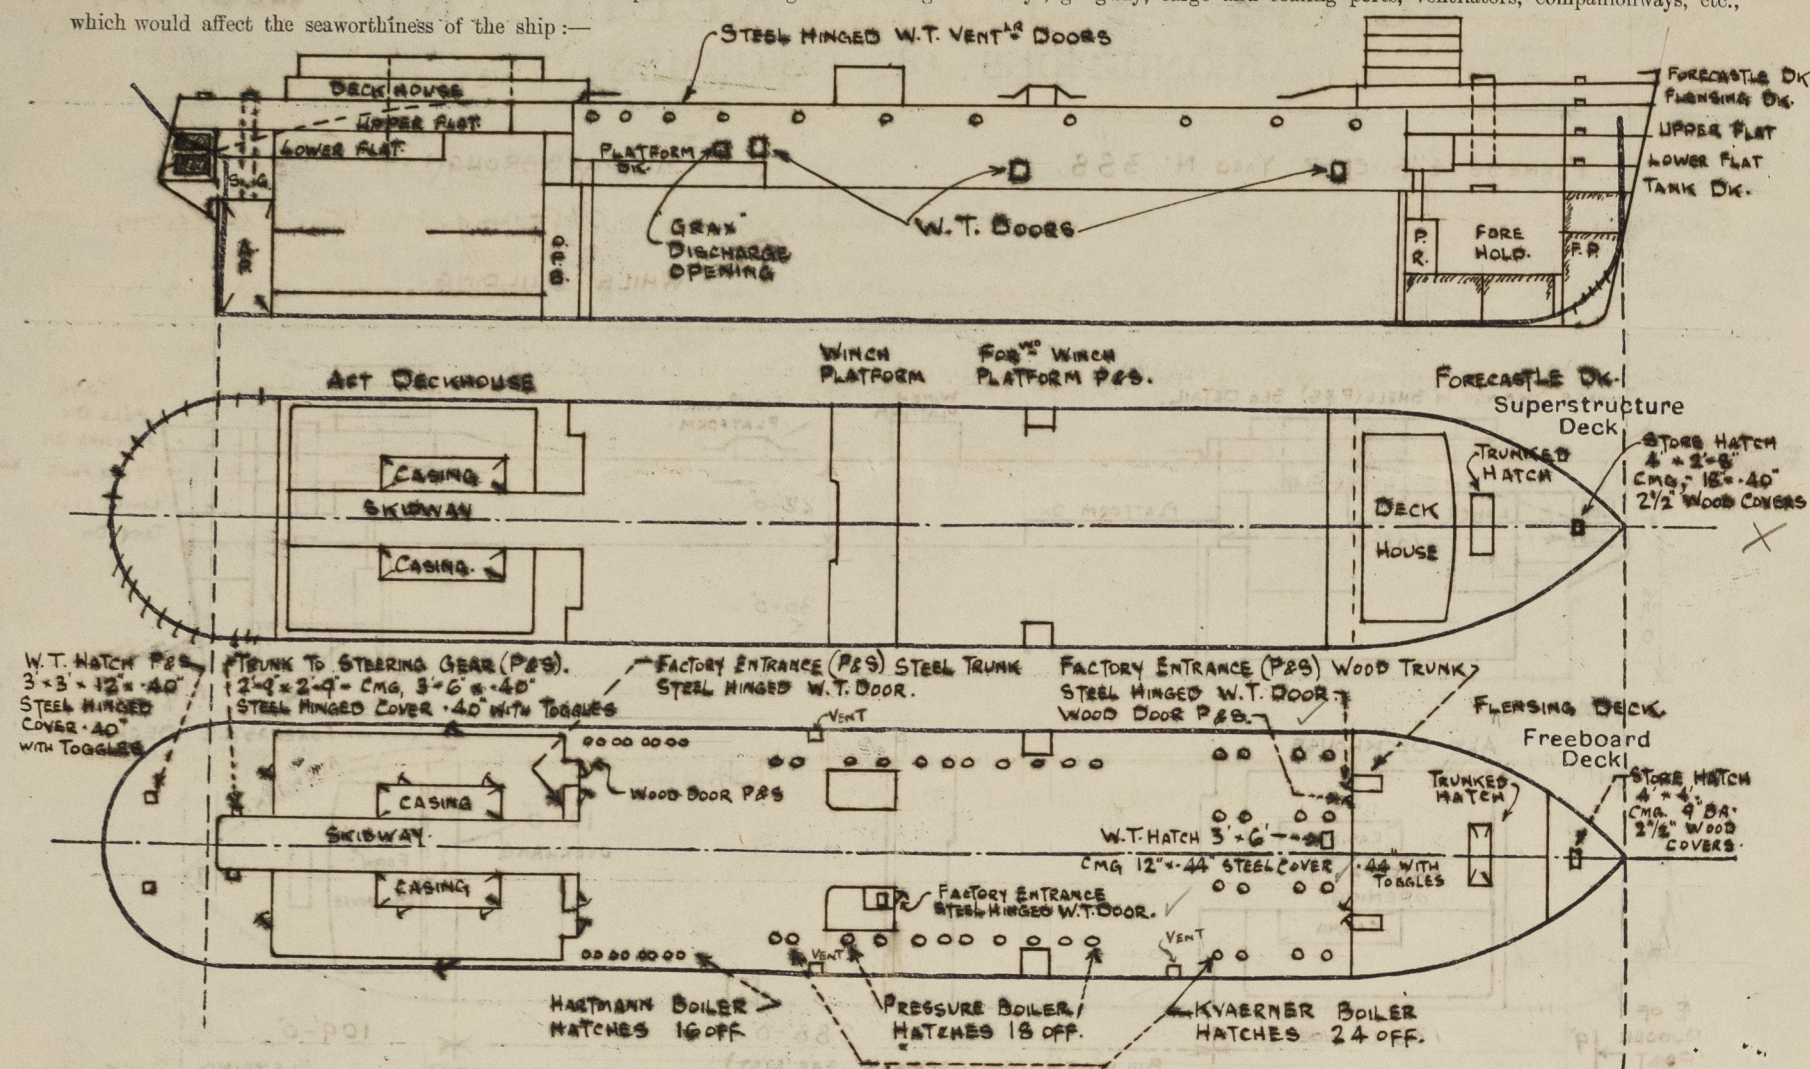 which would affect the seaworthiness of the ship :—
STEEL HINGED W.T. VENTLR DOORS
DECK HOUSE
UPPER FLAT.
LOWER FLAT.
PLATFORM
DK.
S.G.
A.P.
O.F.B.
GRAX
DISCHARGE
OPENING
W.T. DOORS
P.
R.
FORE
HOLD.
F.P.
FORECASTLE DK
FLENSING DK.
UPPER FLAT
LOWER FLAT
TANK DK.
AFT DECKHOUSE
WINCH
PLATFORM
FORWD WINCH
PLATFORM P&S.
FORECASTLE DK.
Superstructure
Deck
CASING
SKIDWAY
CASING.
DECK
HOUSE
TRUNKED
HATCH
STORE HATCH
4' × 2'-6"
CMG,- 18" × .40"
2½" WOOD COVERS
W.T. HATCH P&S
3' × 3' × 12" × .40"
STEEL HINGED
COVER .40"
WITH TOGGLES
TRUNK TO STEERING GEAR (P&S).
2'-9" × 2'-9" - CMG, 3'-6" × .40"
STEEL HINGED COVER .40" WITH TOGGLES
FACTORY ENTRANCE (P&S) STEEL TRUNK
STEEL HINGED W.T. DOOR.
FACTORY ENTRANCE (P&S) WOOD TRUNK
STEEL HINGED W.T. DOOR
WOOD DOOR P&S.
FLENSING DECK.
Freeboard
Deck
VENT
CASING
SKIDWAY.
CASING
WOOD DOOR P&S
W.T. HATCH 3' × 6'
CMG 12" × .44" STEEL COVER .44" WITH
TOGGLES
FACTORY ENTRANCE
STEEL HINGED W.T. DOOR.
TRUNKED
HATCH
STORE HATCH
4' × 4'
CMG. 9" BA.
2½" WOOD
COVERS.
VENT
VENT
HARTMANN BOILER
HATCHES 16 OFF.
PRESSURE BOILER
HATCHES 18 OFF.
KVAERNER BOILER
HATCHES 24 OFF.